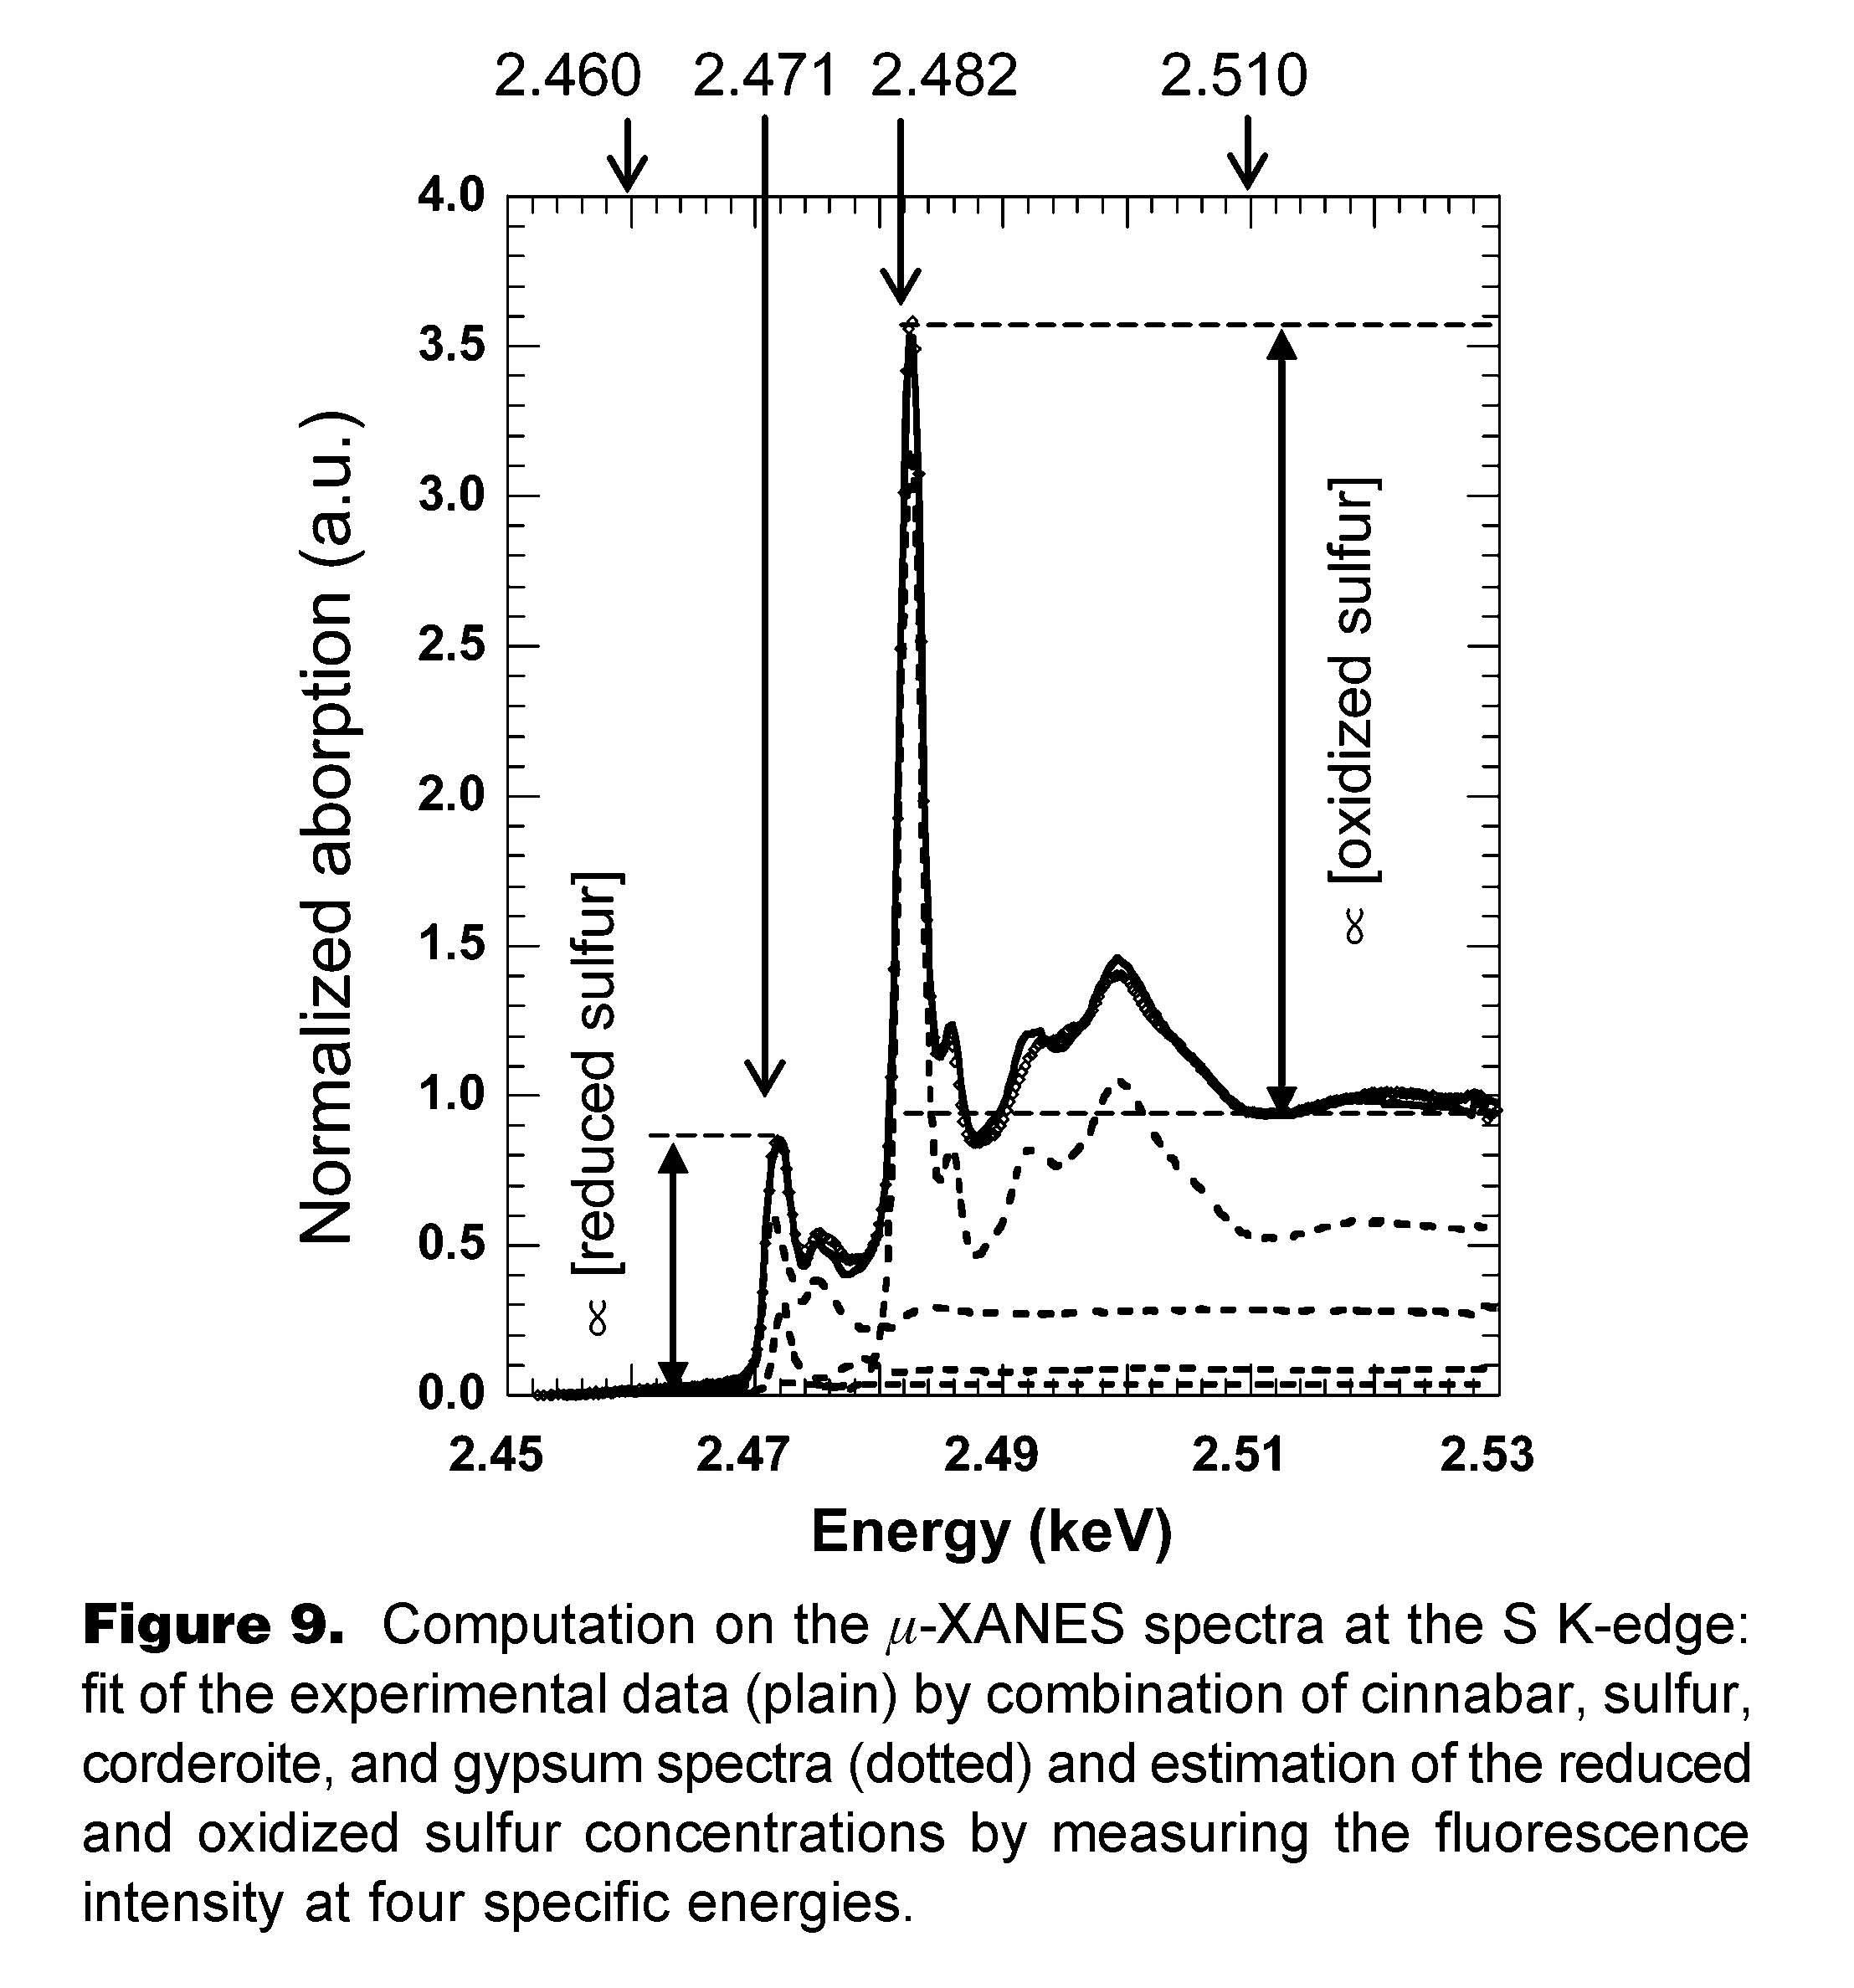 2.460 2.471 2.482 2.510
4.0
3.5
3.0
2.5
2.0
1.5
1.0
0.5
0.0
Normalized aborption (a.u.)
∝ [reduced sulfur]
∝ [oxidized sulfur]
2.45 2.47 2.49 2.51 2.53
Energy (keV)
Figure 9. Computation on the μ-XANES spectra at the S K-edge:
fit of the experimental data (plain) by combination of cinnabar, sulfur,
corderoite, and gypsum spectra (dotted) and estimation of the reduced
and oxidized sulfur concentrations by measuring the fluorescence
intensity at four specific energies.